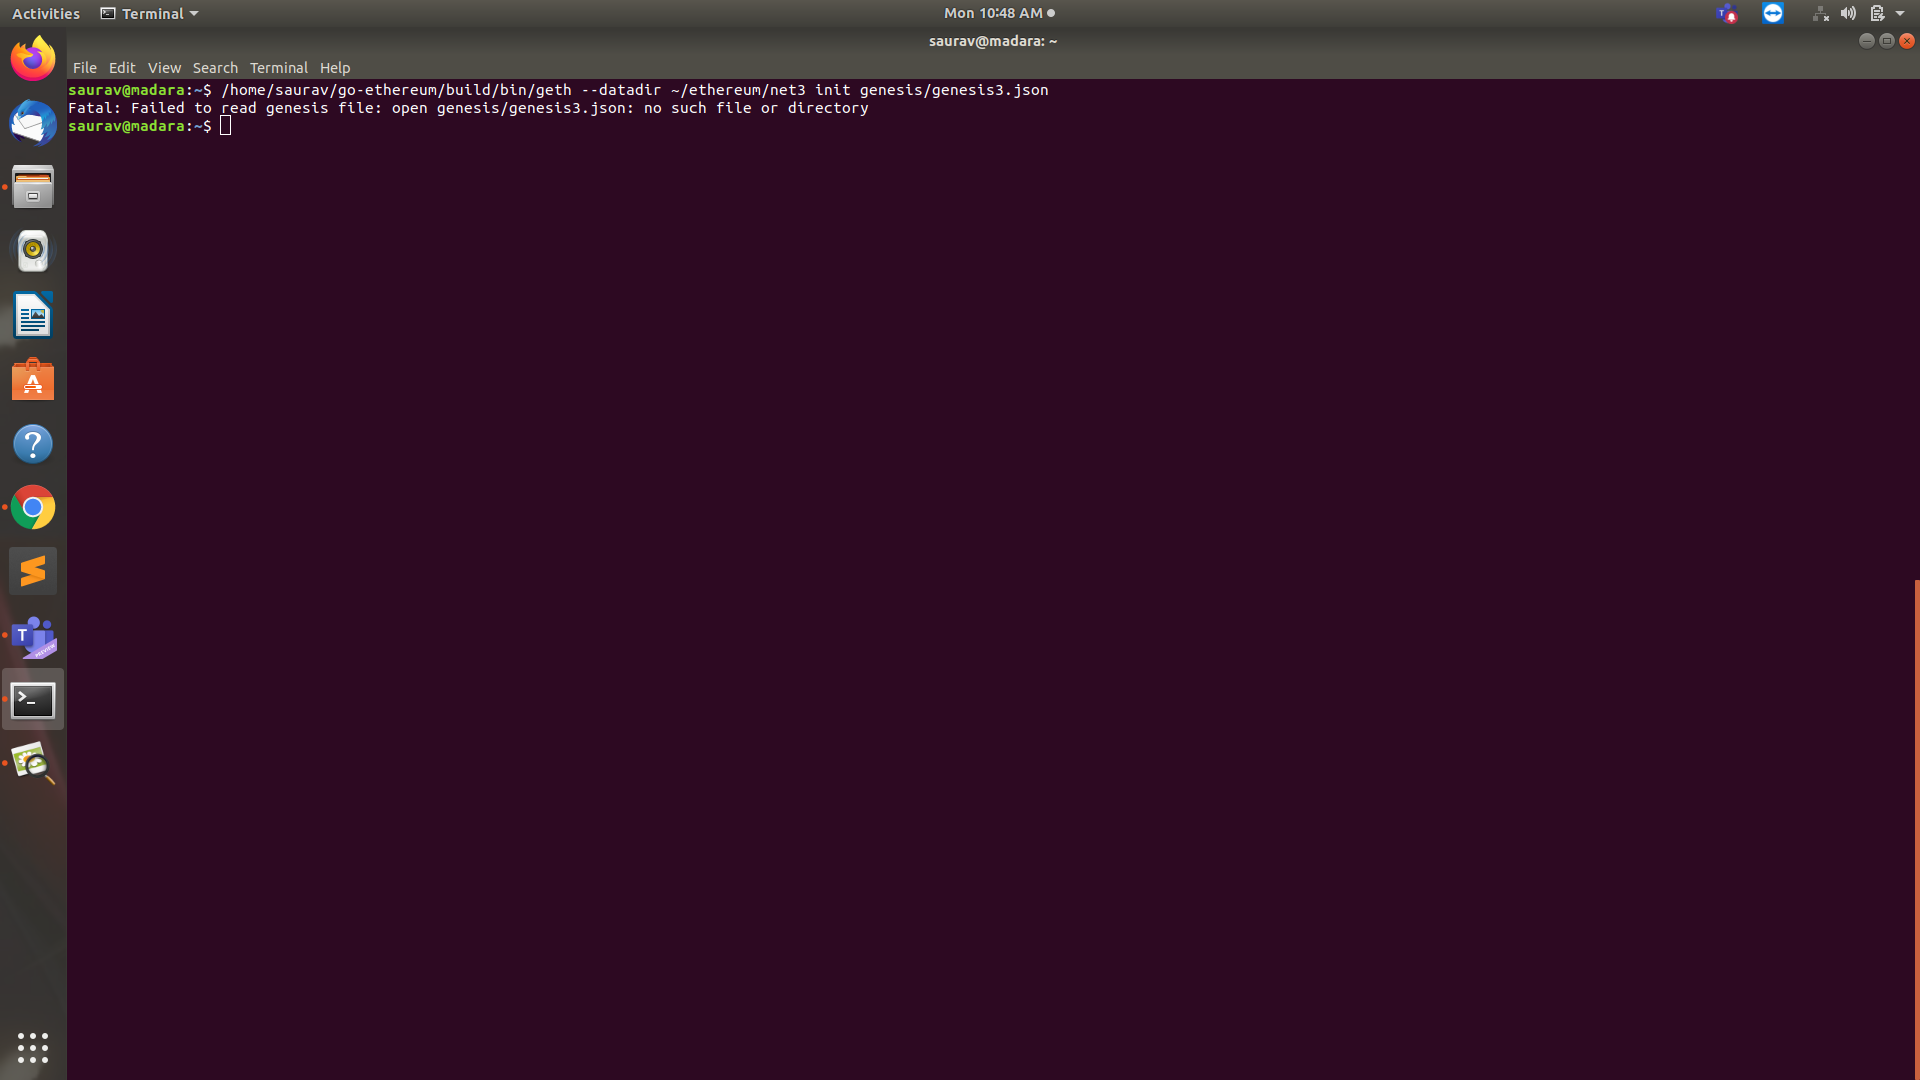 Activities Terminal Mon 10:48 AM
saurav@madara: ~
File Edit View Search Terminal Help
saurav@madara:~$ /home/saurav/go-ethereum/build/bin/geth --datadir ~/ethereum/net3 init genesis/genesis3.json
Fatal: Failed to read genesis file: open genesis/genesis3.json: no such file or directory
saurav@madara:~$
T
PREVIEW
>_